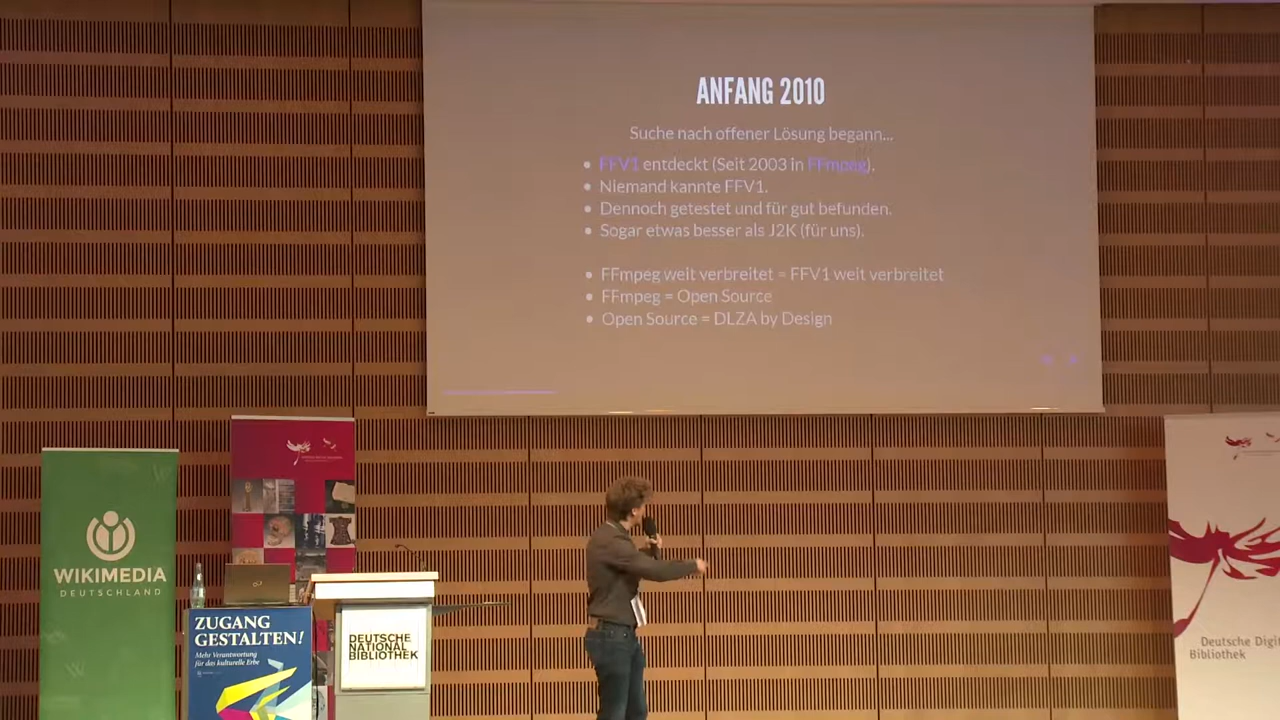 ANFANG 2010
Suche nach offener Lösung begann...
• FFV1 entdeckt (Seit 2003 in FFmpeg).
• Niemand kannte FFV1.
• Dennoch getestet und für gut befunden.
• Sogar etwas besser als J2K (für uns).
• FFmpeg weit verbreitet = FFV1 weit verbreitet
• FFmpeg = Open Source
• Open Source = DLZA by Design
WIKIMEDIA
DEUTSCHLAND
ZUGANG
GESTALTEN!
Mehr Verantwortung
für das kulturelle Erbe
DEUTSCHE
NATIONAL
BIBLIOTHEK
Deutsche Digi
Bibliothek